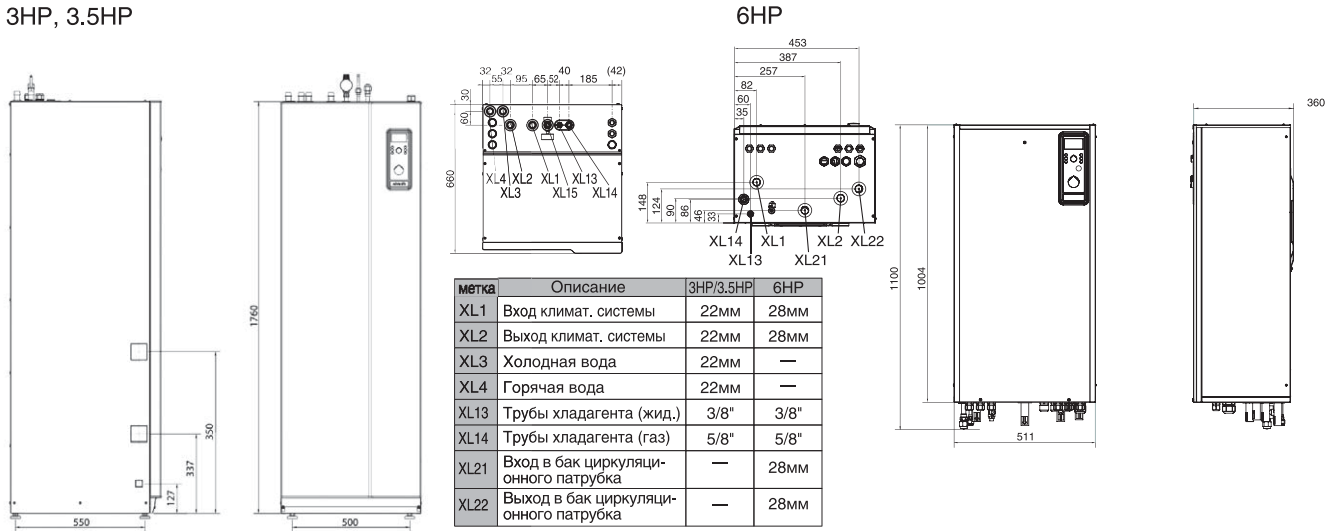 3HP, 3.5HP
6HP
32
55
32
95
65
52
40
185
(42)
30
60
660
XL4
XL3
XL2
XL1
XL15
XL13
XL14
453
387
257
82
60
35
148
124
90
86
46
33
XL14
XL13
XL1
XL21
XL2
XL22
1760
350
337
127
550
500
1100
1004
511
360
метка Описание 3HP/3.5HP 6HP
XL1 Вход климат. системы 22мм 28мм
XL2 Выход климат. системы 22мм 28мм
XL3 Холодная вода 22мм —
XL4 Горячая вода 22мм —
XL13 Трубы хладагента (жид.) 3/8" 3/8"
XL14 Трубы хладагента (газ) 5/8" 5/8"
XL21 Вход в бак циркуляци-
онного патрубка — 28мм
XL22 Выход в бак циркуляци-
онного патрубка — 28мм